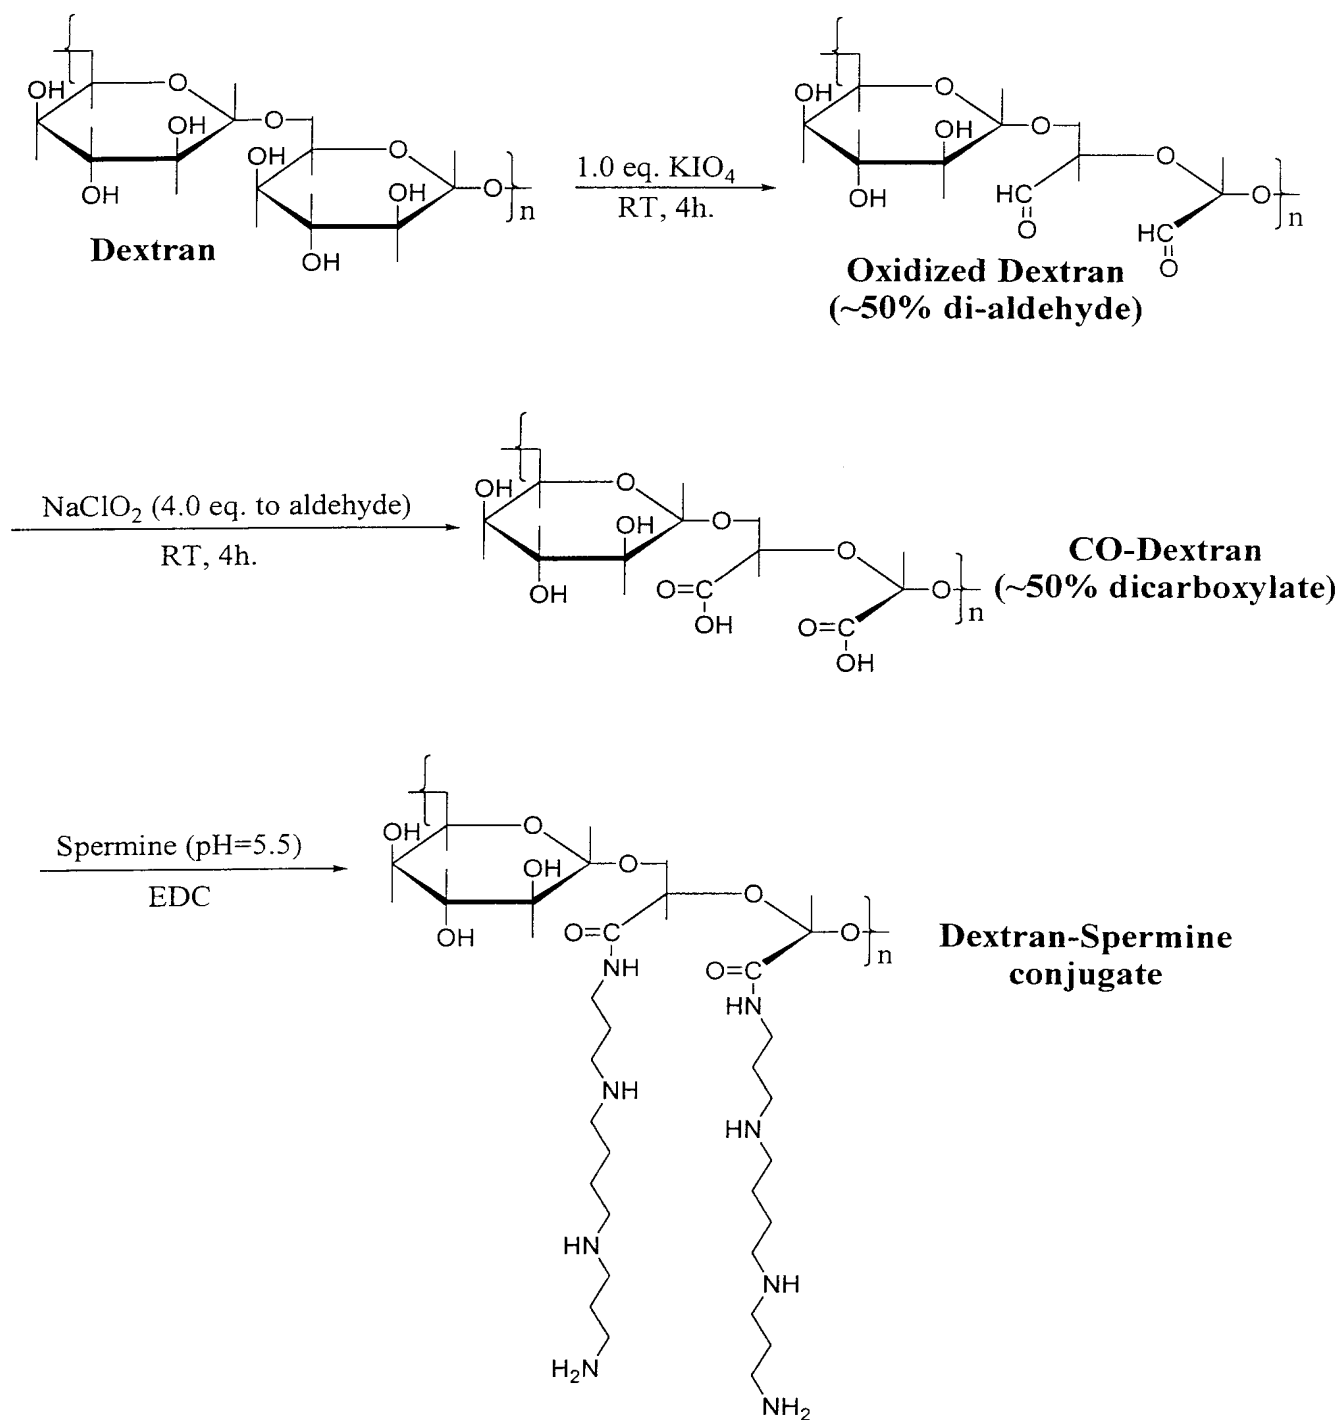 OH
O
O
OH
OH
OH
O
OH
O
n
OH
Dextran
1.0 eq. KIO4
RT, 4h.
OH
O
O
OH
OH
O
HC
O
HC
O
O
n
Oxidized Dextran
(~50% di-aldehyde)
NaClO2 (4.0 eq. to aldehyde)
RT, 4h.
OH
O
O
OH
OH
O
O=C
OH
O=C
OH
O
n
CO-Dextran
(~50% dicarboxylate)
Spermine (pH=5.5)
EDC
OH
O
O
OH
OH
O
O=C
NH
O=C
HN
O
n
NH
HN
HN
NH
H2N
NH2
Dextran-Spermine
conjugate